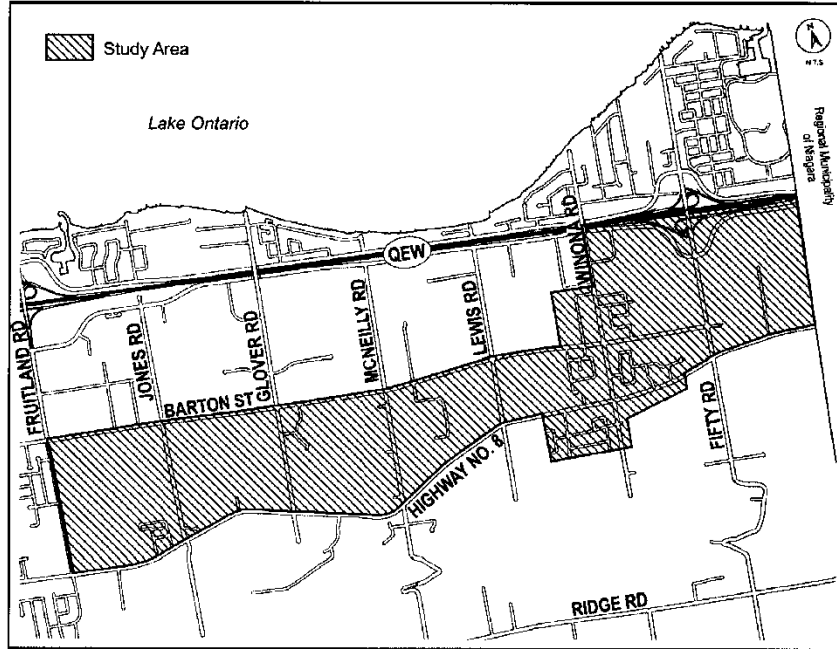 Study Area
N
N.T.S
Lake Ontario
Regional Municipality
of Niagara
QEW
WINONA RD
FRUITLAND RD
JONES RD
GLOVER RD
MCNEILLY RD
LEWIS RD
BARTON ST
FIFTY RD
HIGHWAY NO. 8
RIDGE RD